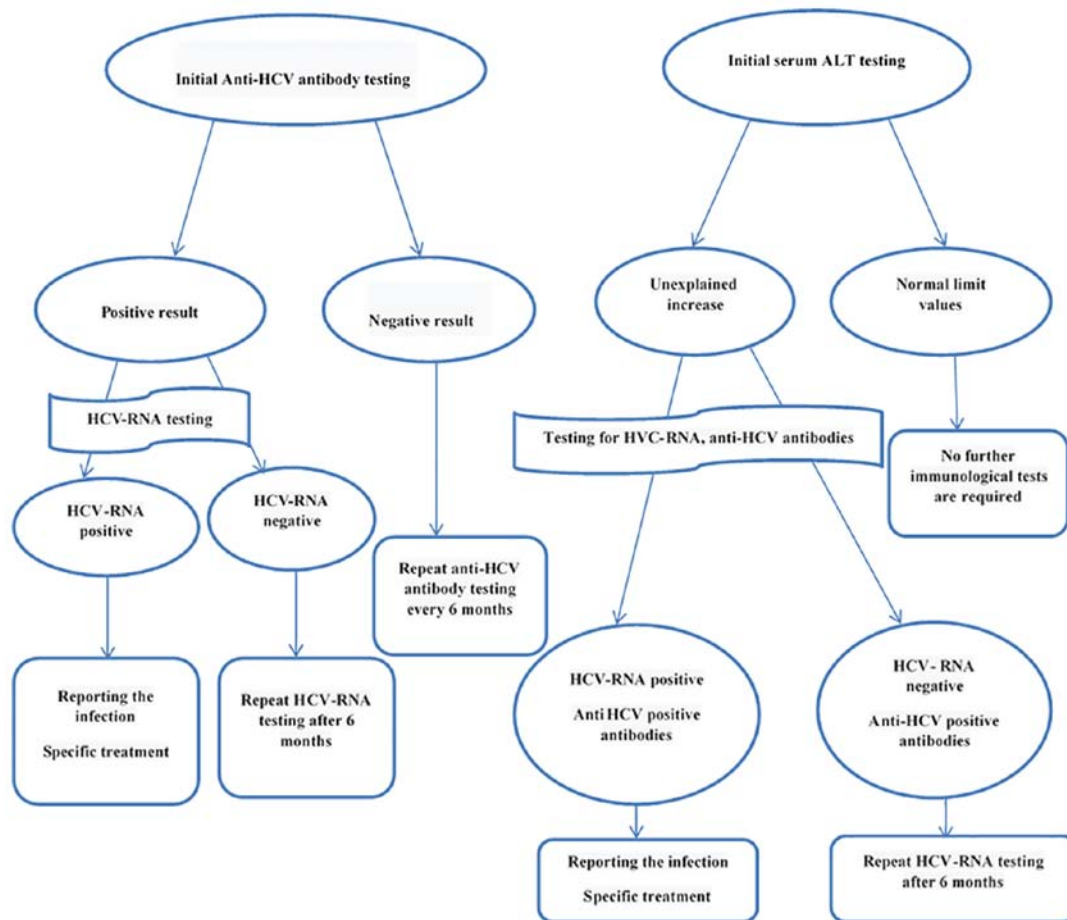 Initial Anti-HCV antibody testing
Initial serum ALT testing
Positive result
Negative result
Unexplained
increase
Normal limit
values
HCV-RNA testing
Testing for HVC-RNA, anti-HCV antibodies
No further
immunological tests
are required
HCV-RNA
positive
HCV-RNA
negative
Repeat anti-HCV
antibody testing
every 6 months
Reporting the
infection
Specific treatment
Repeat HCV-RNA
testing after 6
months
HCV-RNA positive
Anti HCV positive
antibodies
HCV- RNA
negative
Anti-HCV positive
antibodies
Reporting the infection
Specific treatment
Repeat HCV-RNA testing
after 6 months